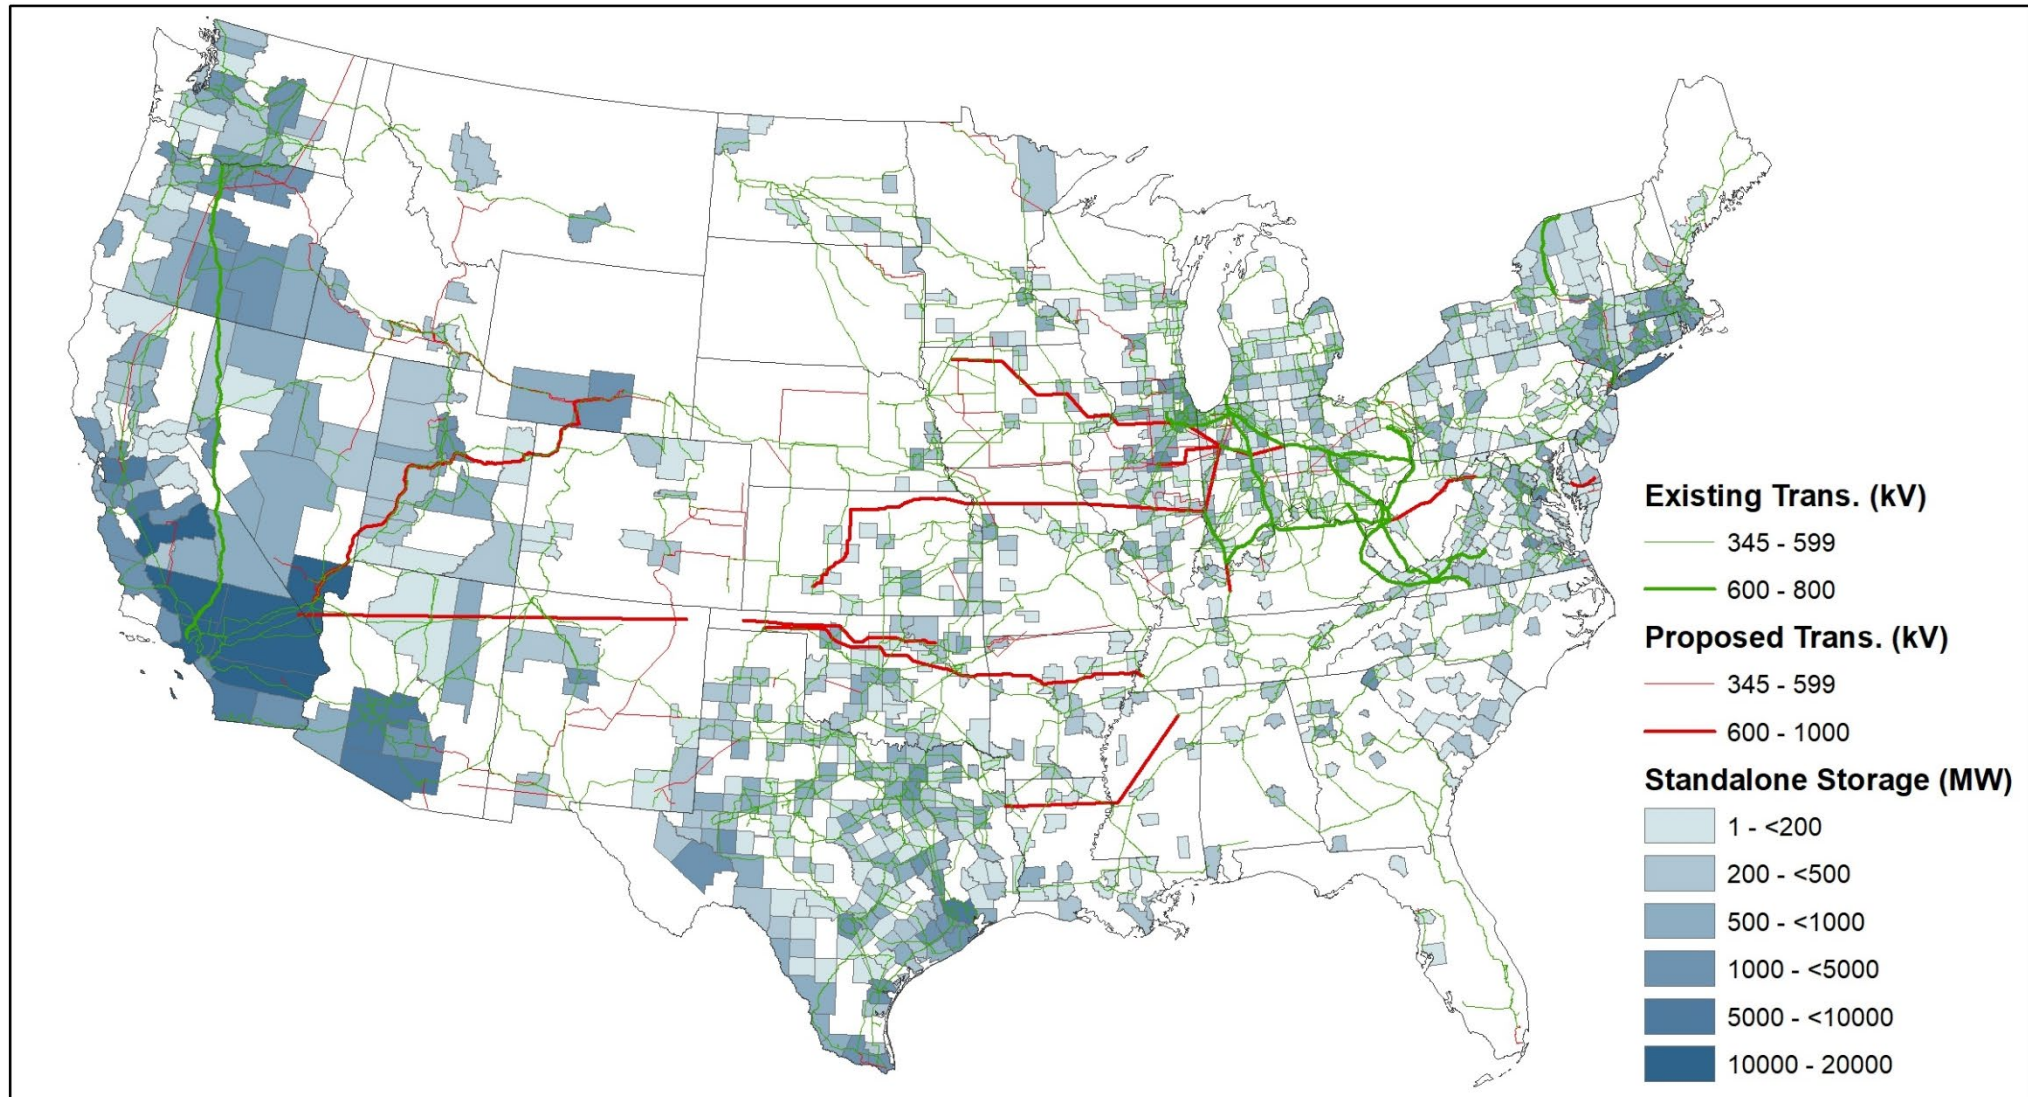 Existing Trans. (kV)
345 - 599
600 - 800
Proposed Trans. (kV)
345 - 599
600 - 1000
Standalone Storage (MW)
1 - <200
200 - <500
500 - <1000
1000 - <5000
5000 - <10000
10000 - 20000